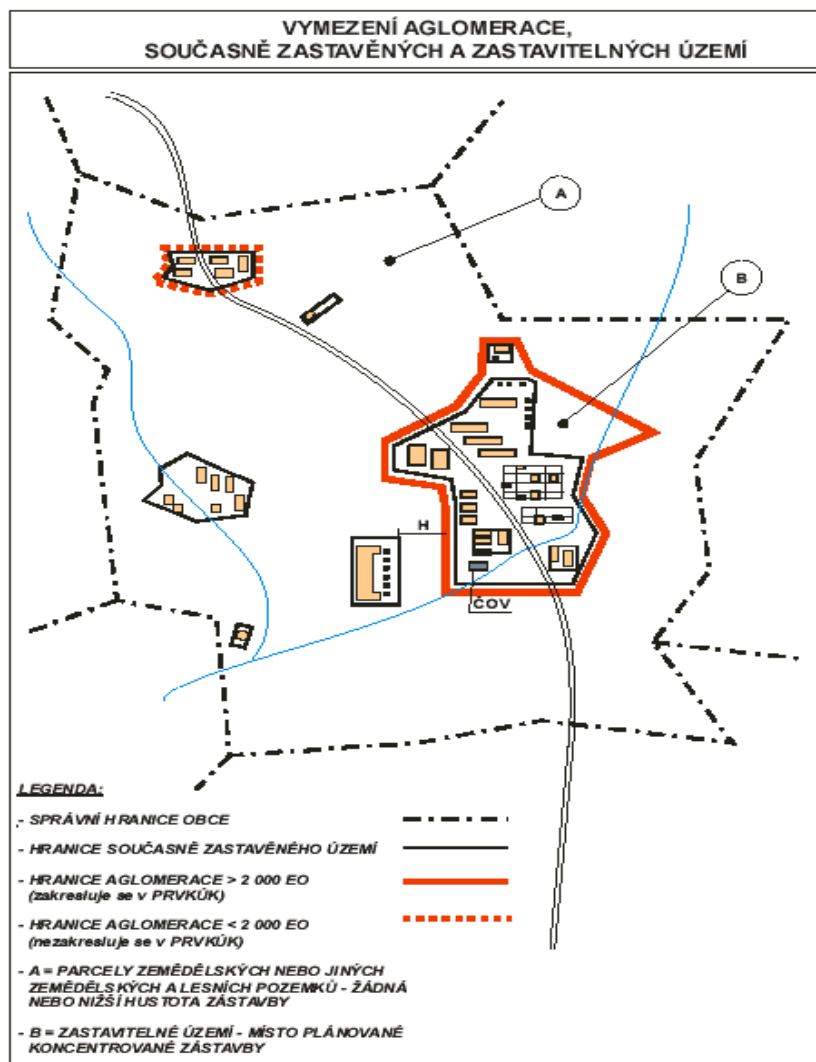 VYMEZENÍ AGLOMERACE,
SOUČASNĚ ZASTAVĚNÝCH A ZASTAVITELNÝCH ÚZEMÍ
A
B
H
ČOV
LEGENDA:
- SPRÁVNÍ HRANICE OBCE
- HRANICE SOUČASNĚ ZASTAVĚNÉHO ÚZEMÍ
- HRANICE AGLOMERACE > 2 000 EO
(zakresluje se v PRVKÚK)
- HRANICE AGLOMERACE < 2 000 EO
(nezakresluje se v PRVKÚK)
- A = PARCELY ZEMĚDĚLSKÝCH NEBO JINÝCH
ZEMĚDĚLSKÝCH A LESNÍCH POZEMKŮ - ŽÁDNÁ
NEBO NIŽŠÍ HUSTOTA ZÁSTAVBY
- B = ZASTAVITELNÉ ÚZEMÍ - MÍSTO PLÁNOVANÉ
KONCENTROVANÉ ZÁSTAVBY